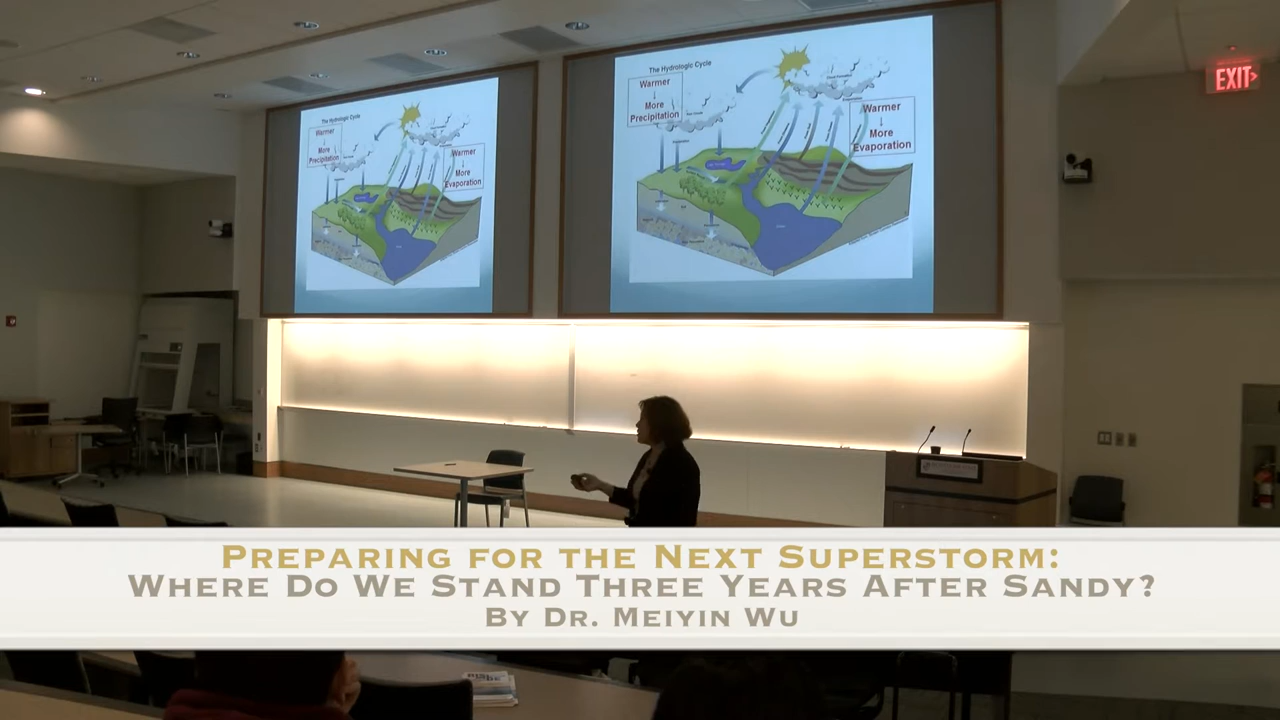 The Hydrologic Cycle
Warmer
More
Precipitation
Warmer
More
Evaporation
The Hydrologic Cycle
Warmer
More
Precipitation
Warmer
More
Evaporation
EXIT
PREPARING FOR THE NEXT SUPERSTORM:
WHERE DO WE STAND THREE YEARS AFTER SANDY?
BY DR. MEIYIN WU